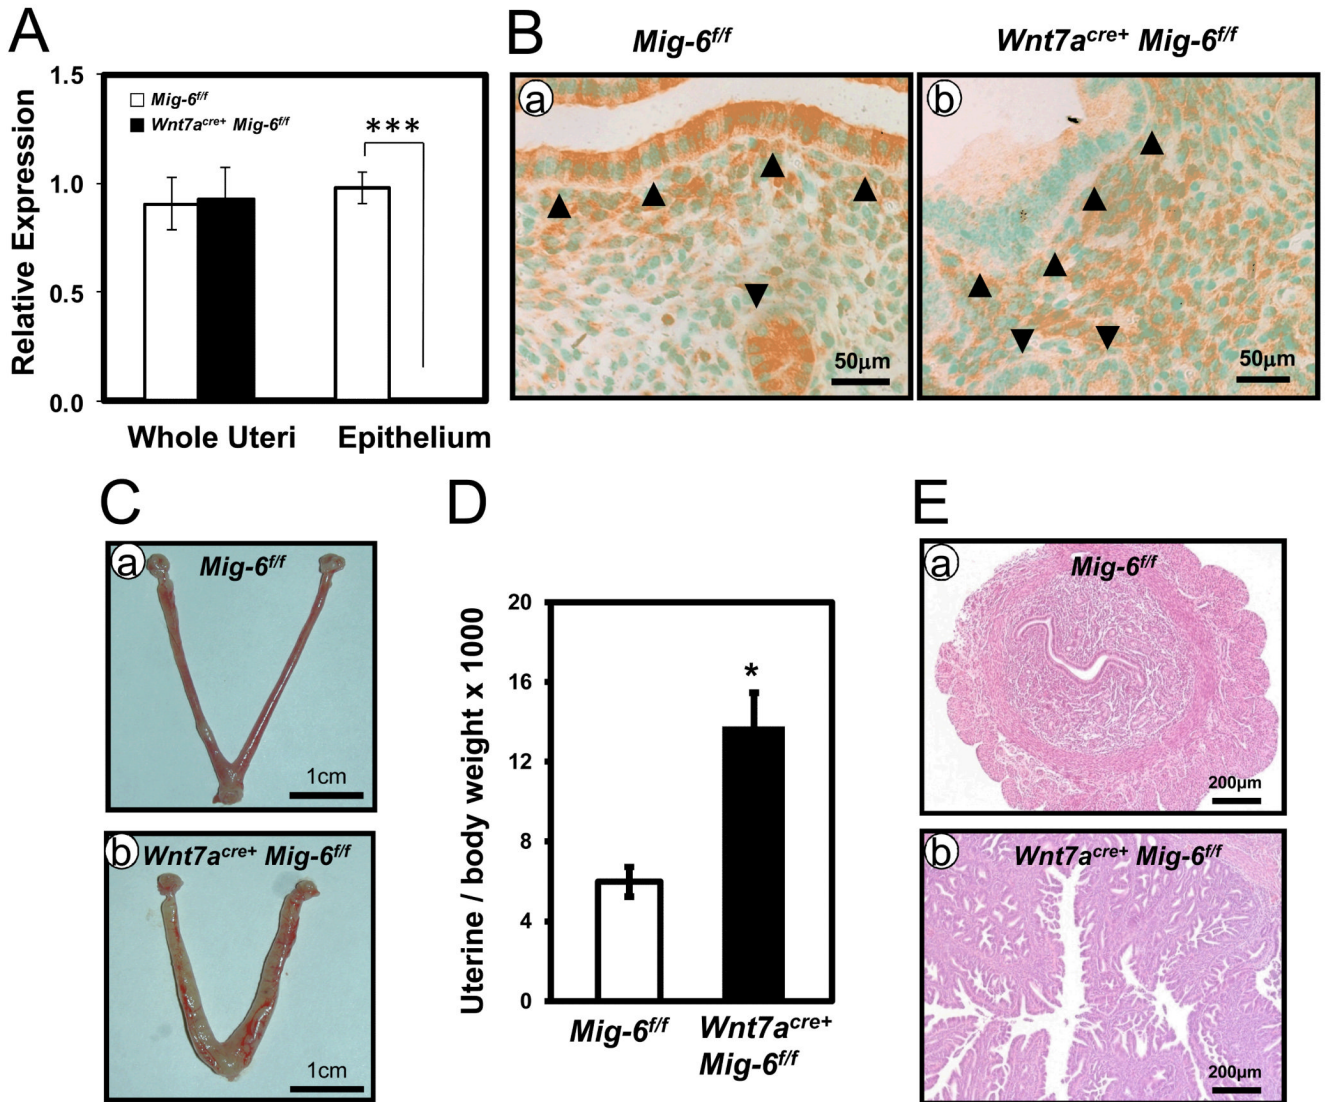 A
Relative Expression
1.5
1.0
0.5
0.0
Mig-6f/f
Wnt7acre+ Mig-6f/f
***
Whole Uteri
Epithelium
B
Mig-6f/f
Wnt7acre+ Mig-6f/f
a
50µm
b
50µm
C
a
Mig-6f/f
1cm
b
Wnt7acre+ Mig-6f/f
1cm
D
Uterine / body weight x 1000
20
16
12
8
4
0
*
Mig-6f/f
Wnt7acre+
Mig-6f/f
E
a
Mig-6f/f
200µm
b
Wnt7acre+ Mig-6f/f
200µm